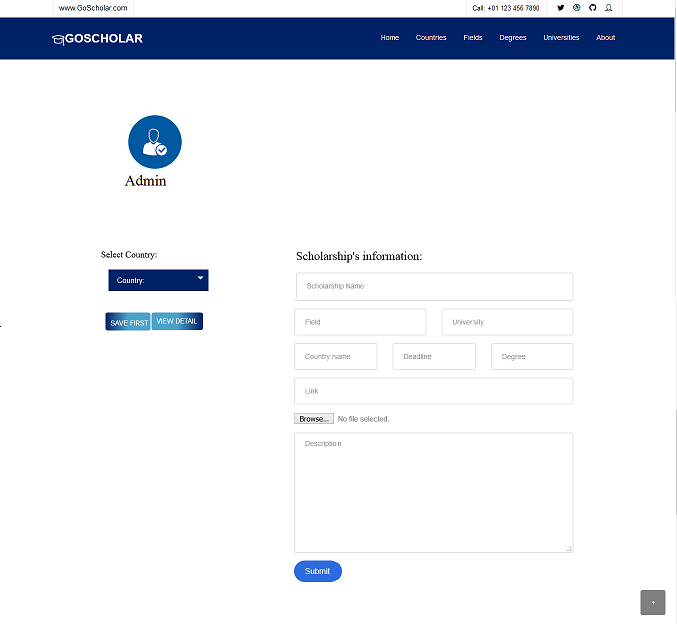 www.GoScholar.com Call: +01 123 456 7890
GOSCHOLAR Home Countries Fields Degrees Universities About
Admin
Select Country:
Country:
SAVE FIRST VIEW DETAIL
Scholarship's information:
Scholarship Name
Field University
Country name Deadline Degree
Link
Browse... No file selected.
Description
Submit